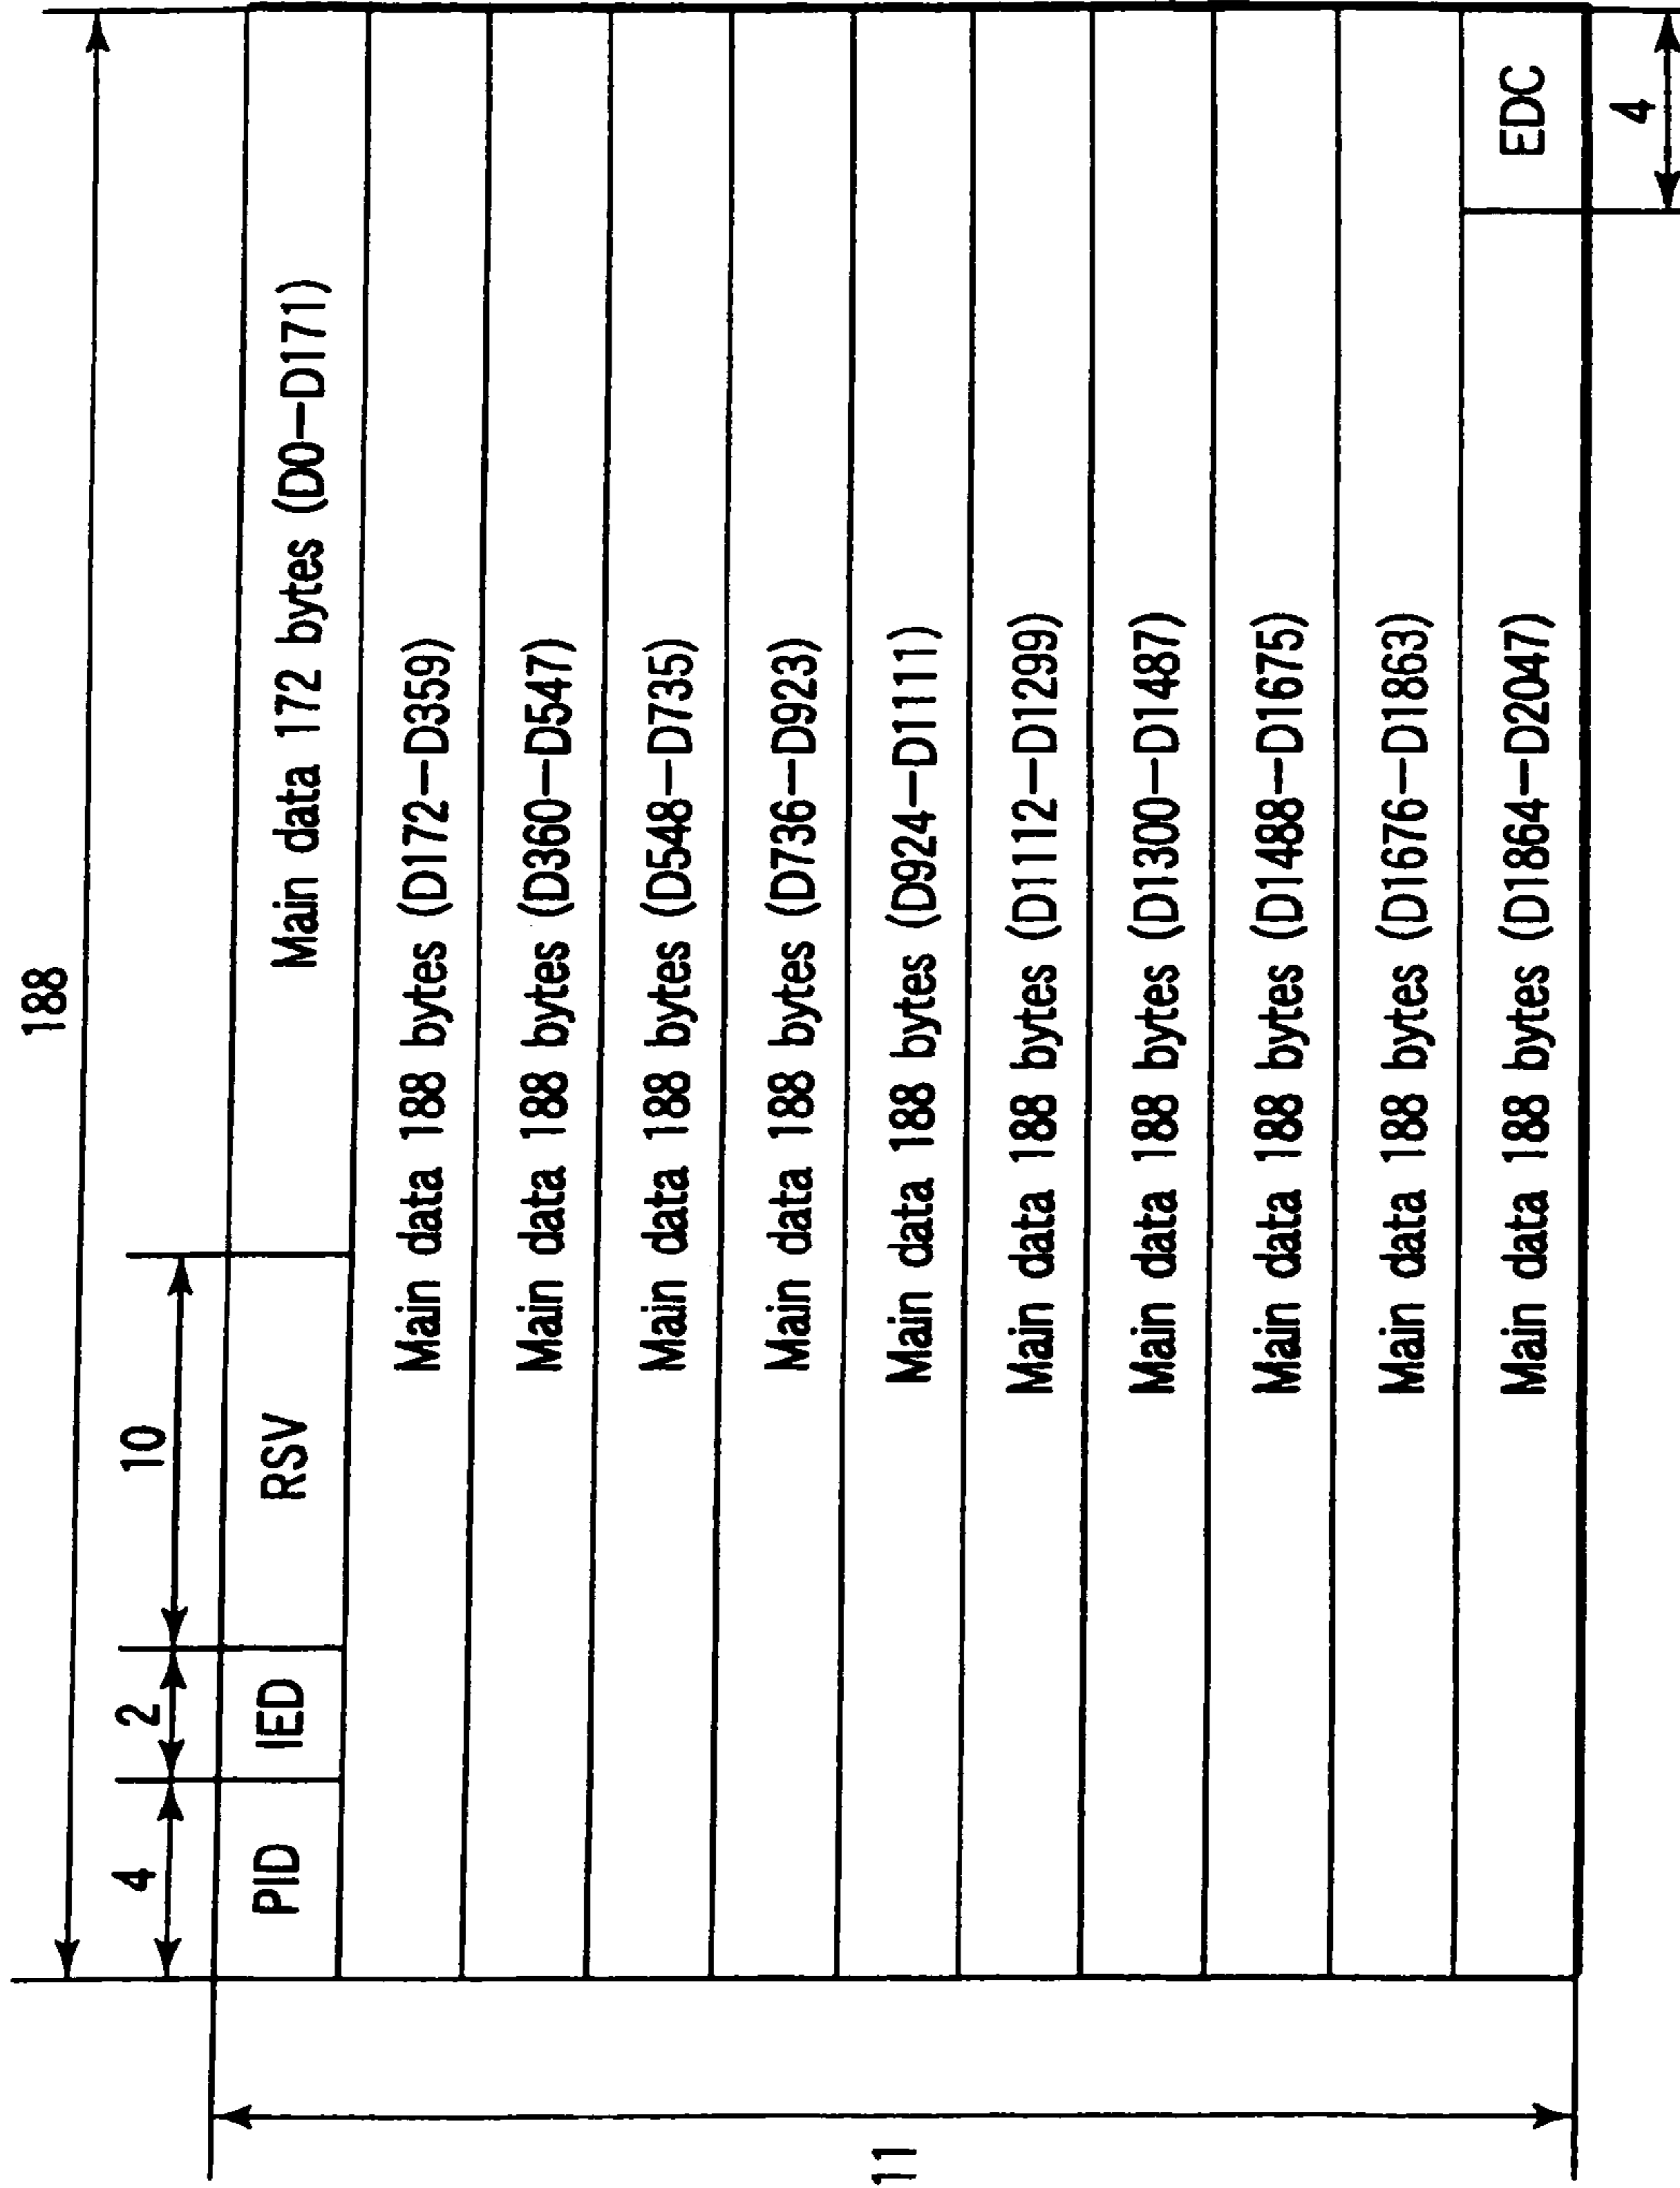 188
4
2
10
PID
IED
RSV
Main data 172 bytes (D0-D171)
Main data 188 bytes (D172-D359)
Main data 188 bytes (D360-D547)
Main data 188 bytes (D548-D735)
Main data 188 bytes (D736-D923)
Main data 188 bytes (D924-D1111)
Main data 188 bytes (D1112-D1299)
Main data 188 bytes (D1300-D1487)
Main data 188 bytes (D1488-D1675)
Main data 188 bytes (D1676-D1863)
Main data 188 bytes (D1864-D2047)
EDC
4
11